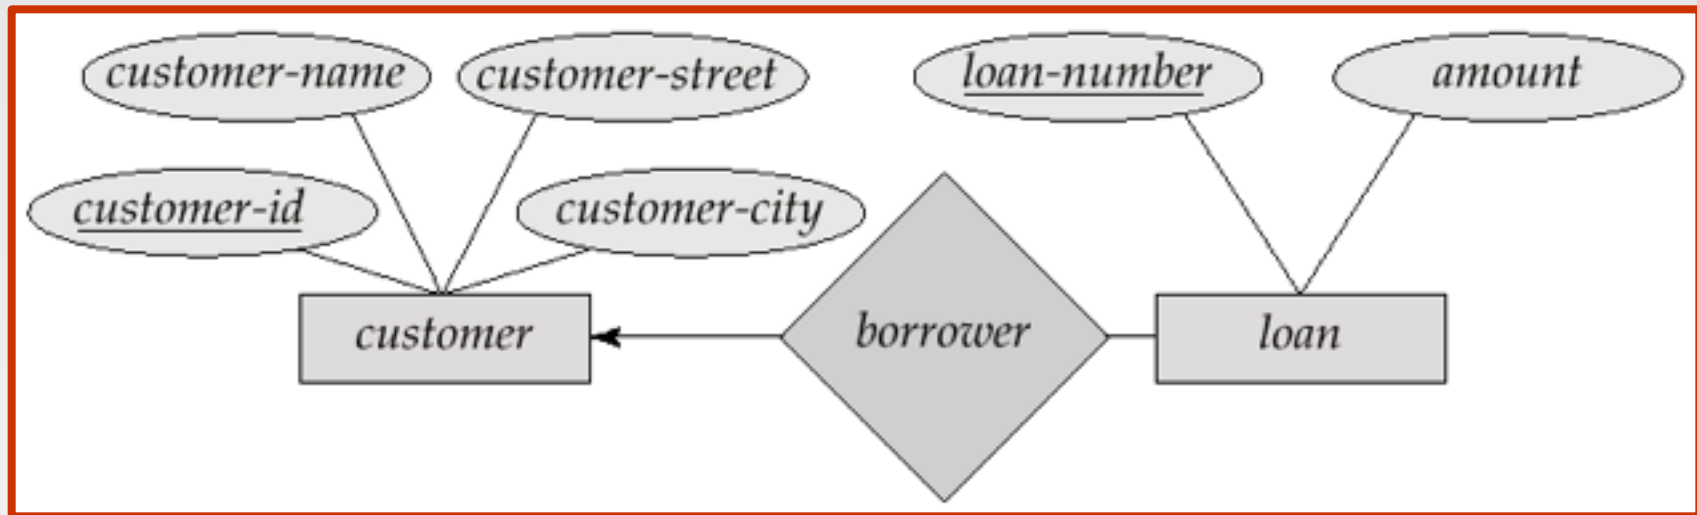 customer-name customer-street loan-number amount
customer-id customer-city
customer borrower loan